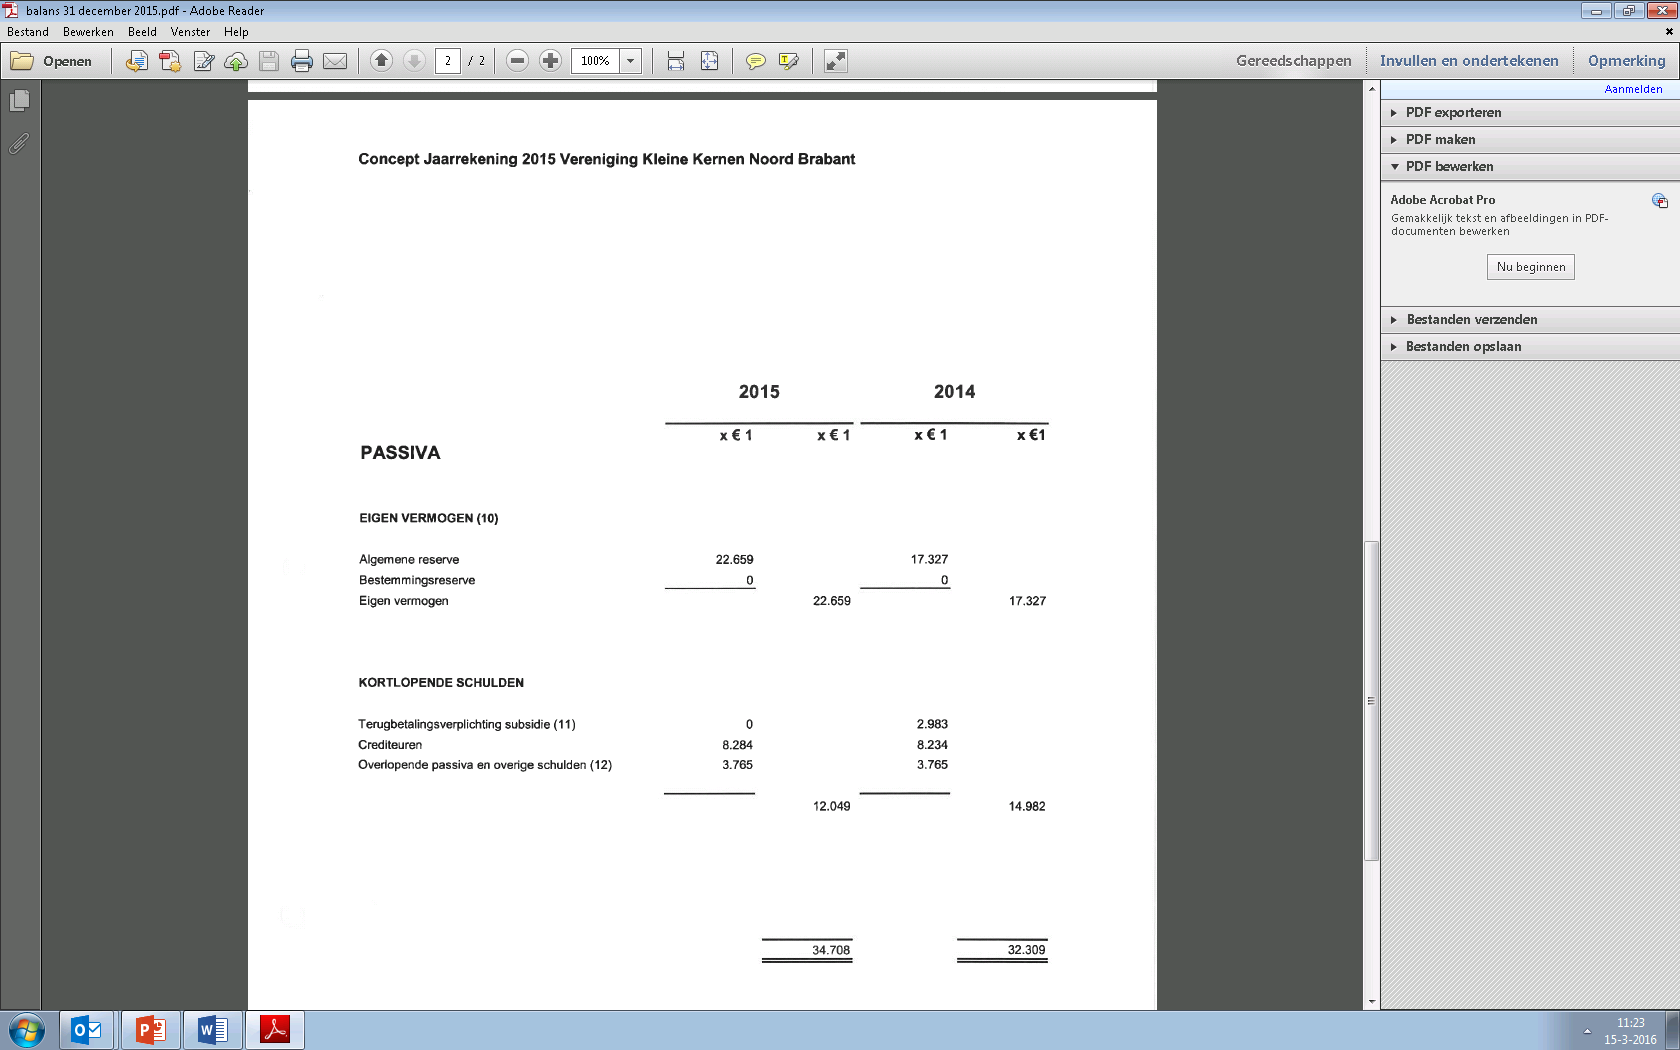 balans 31 december 2015.pdf - Adobe Reader
Bestand Bewerken Beeld Venster Help
Openen 2 / 2 100% Gereedschappen Invullen en ondertekenen Opmerking
Aanmelden
PDF exporteren
PDF maken
PDF bewerken
Adobe Acrobat Pro
Gemakkelijk tekst en afbeeldingen in PDF-
documenten bewerken
Nu beginnen
Bestanden verzenden
Bestanden opslaan
Concept Jaarrekening 2015 Vereniging Kleine Kernen Noord Brabant
2015 2014
x € 1 x € 1 x € 1 x €1
PASSIVA
EIGEN VERMOGEN (10)
Algemene reserve 22.659 17.327
Bestemmingsreserve 0 0
Eigen vermogen 22.659 17.327
KORTLOPENDE SCHULDEN
Terugbetalingsverplichting subsidie (11) 0 2.983
Crediteuren 8.284 8.234
Overlopende passiva en overige schulden (12) 3.765 3.765
12.049 14.982
34.708 32.309
11:23
15-3-2016